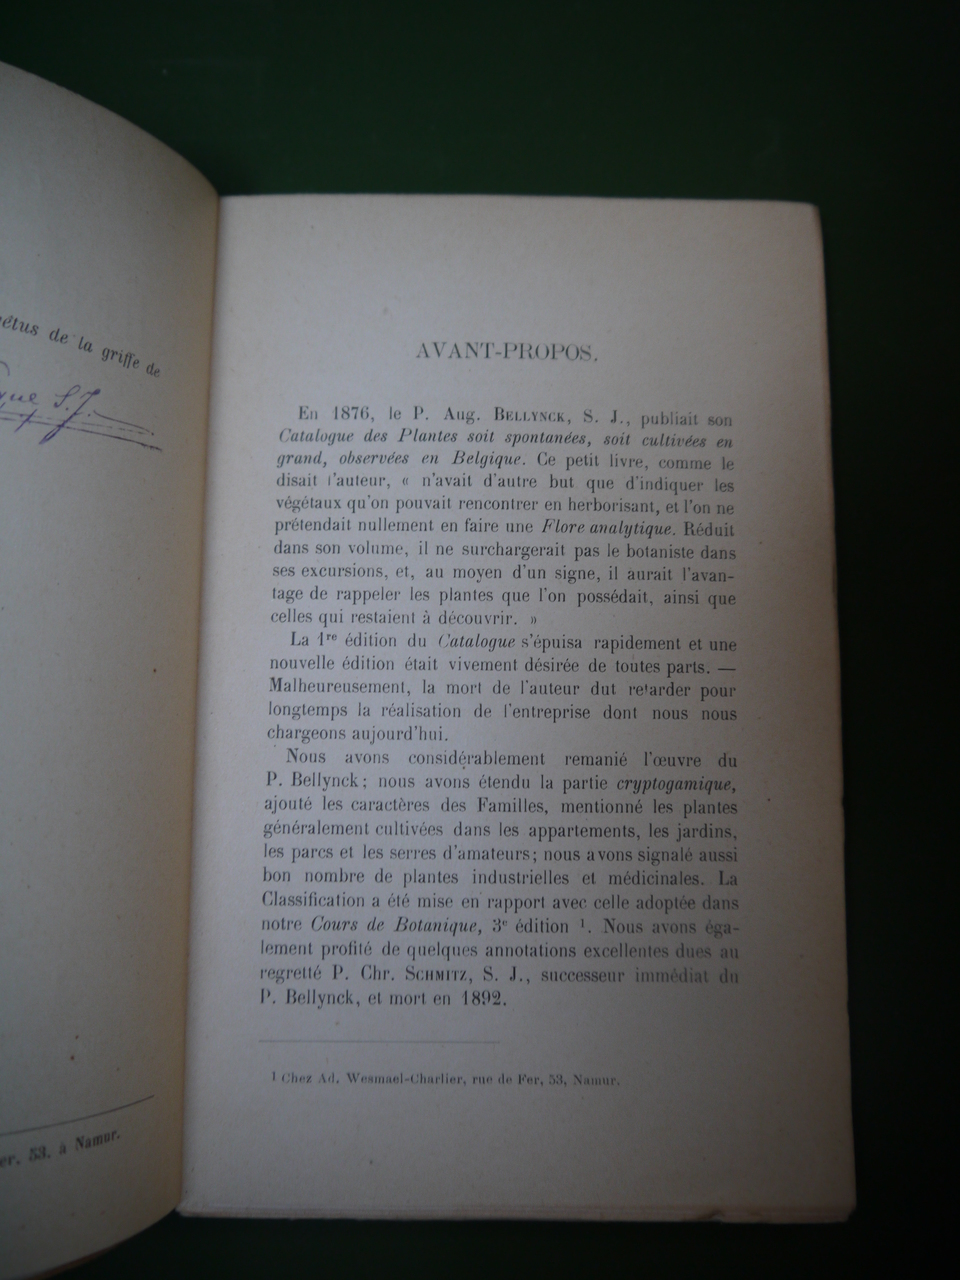 êtus de la griffe de
que S.J.
er, 53, à Namur.
AVANT-PROPOS.
En 1876, le P. Aug. BELLYNCK, S. J., publiait son
Catalogue des Plantes soit spontanées, soit cultivées en
grand, observées en Belgique. Ce petit livre, comme le
disait l'auteur, « n'avait d'autre but que d'indiquer les
végétaux qu'on pouvait rencontrer en herborisant, et l'on ne
prétendait nullement en faire une Flore analytique. Réduit
dans son volume, il ne surchargerait pas le botaniste dans
ses excursions, et, au moyen d'un signe, il aurait l'avan-
tage de rappeler les plantes que l'on possédait, ainsi que
celles qui restaient à découvrir. »
La 1re édition du Catalogue s'épuisa rapidement et une
nouvelle édition était vivement désirée de toutes parts. —
Malheureusement, la mort de l'auteur dut retarder pour
longtemps la réalisation de l'entreprise dont nous nous
chargeons aujourd'hui.
Nous avons considérablement remanié l'œuvre du
P. Bellynck; nous avons étendu la partie cryptogamique,
ajouté les caractères des Familles, mentionné les plantes
généralement cultivées dans les appartements, les jardins,
les parcs et les serres d'amateurs; nous avons signalé aussi
bon nombre de plantes industrielles et médicinales. La
Classification a été mise en rapport avec celle adoptée dans
notre Cours de Botanique, 3e édition 1. Nous avons éga-
lement profité de quelques annotations excellentes dues au
regretté P. Chr. SCHMITZ, S. J., successeur immédiat du
P. Bellynck, et mort en 1892.
1 Chez Ad. Wesmael-Charlier, rue de Fer, 53, Namur.